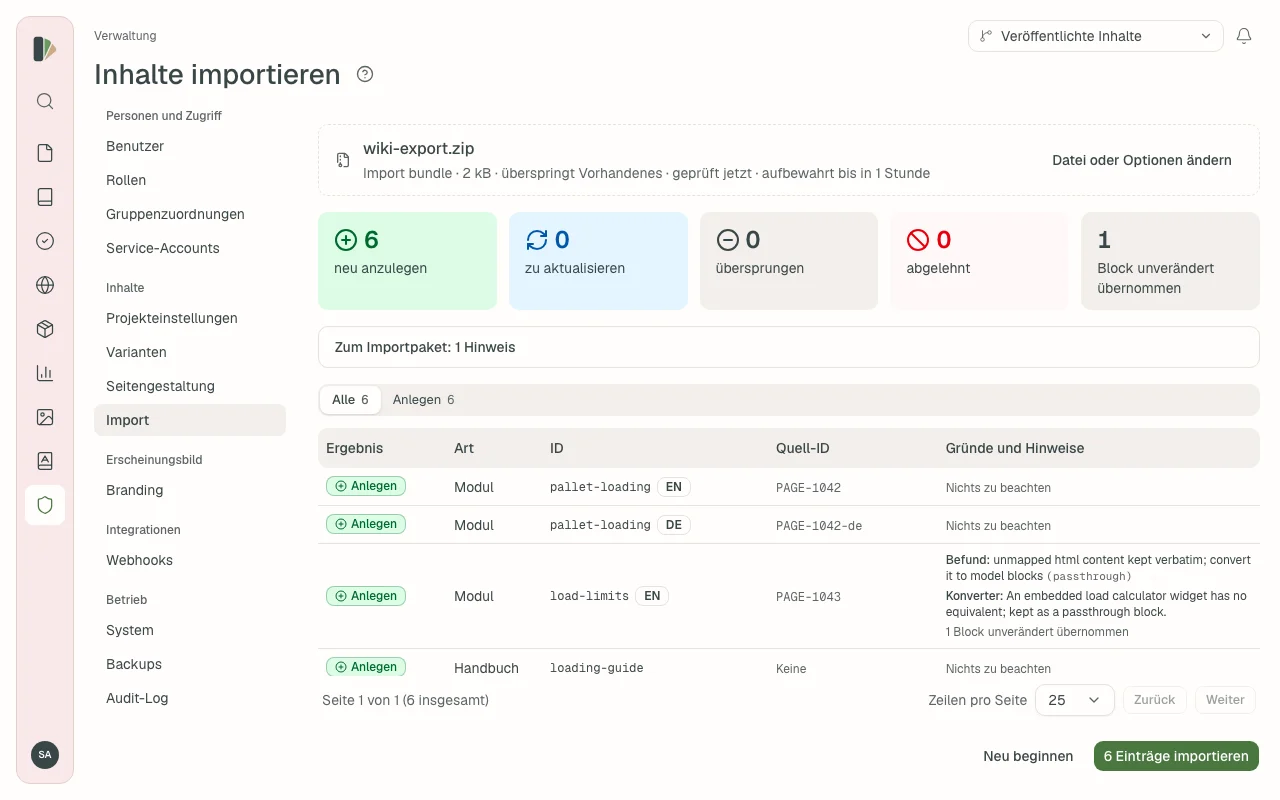 Verwaltung
Veröffentlichte Inhalte
Inhalte importieren
Personen und Zugriff
Benutzer
Rollen
Gruppenzuordnungen
Service-Accounts
Inhalte
Projekteinstellungen
Varianten
Seitengestaltung
Import
Erscheinungsbild
Branding
Integrationen
Webhooks
Betrieb
System
Backups
Audit-Log
SA
wiki-export.zip
Import bundle · 2 kB · überspringt Vorhandenes · geprüft jetzt · aufbewahrt bis in 1 Stunde
Datei oder Optionen ändern
6
neu anzulegen
0
zu aktualisieren
0
übersprungen
0
abgelehnt
1
Block unverändert
übernommen
Zum Importpaket: 1 Hinweis
Alle 6 Anlegen 6
Ergebnis Art ID Quell-ID Gründe und Hinweise
Anlegen Modul pallet-loading EN PAGE-1042 Nichts zu beachten
Anlegen Modul pallet-loading DE PAGE-1042-de Nichts zu beachten
Anlegen Modul load-limits EN PAGE-1043
Befund: unmapped html content kept verbatim; convert
it to model blocks (passthrough)
Konverter: An embedded load calculator widget has no
equivalent; kept as a passthrough block.
1 Block unverändert übernommen
Anlegen Handbuch loading-guide Keine Nichts zu beachten
Seite 1 von 1 (6 insgesamt)
Zeilen pro Seite 25 Zurück Weiter
Neu beginnen 6 Einträge importieren